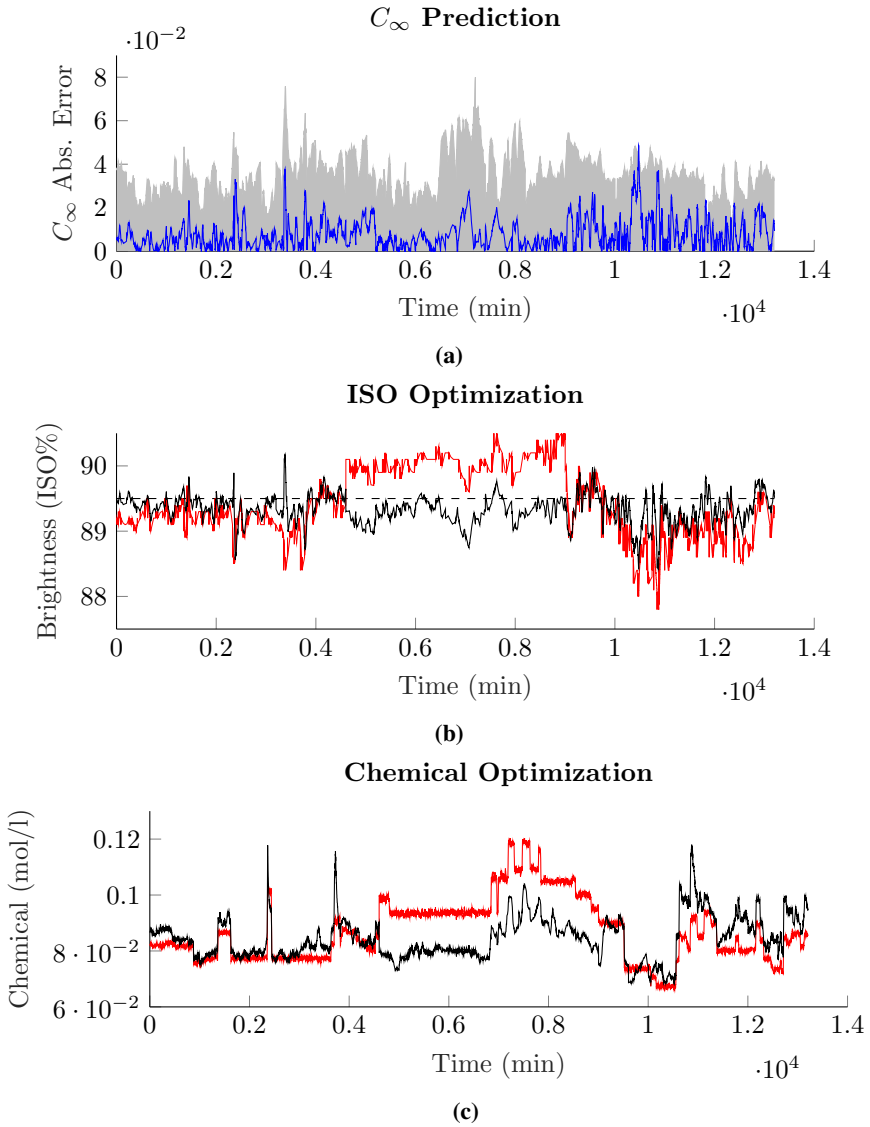 C∞ Prediction
·10⁻²
C∞ Abs. Error
8
6
4
2
0
0 0.2 0.4 0.6 0.8 1 1.2 1.4
Time (min)
·10⁴
(a)
ISO Optimization
Brightness (ISO%)
90
89
88
0 0.2 0.4 0.6 0.8 1 1.2 1.4
Time (min)
·10⁴
(b)
Chemical Optimization
Chemical (mol/l)
0.12
0.1
8 · 10⁻²
6 · 10⁻²
0 0.2 0.4 0.6 0.8 1 1.2 1.4
Time (min)
·10⁴
(c)